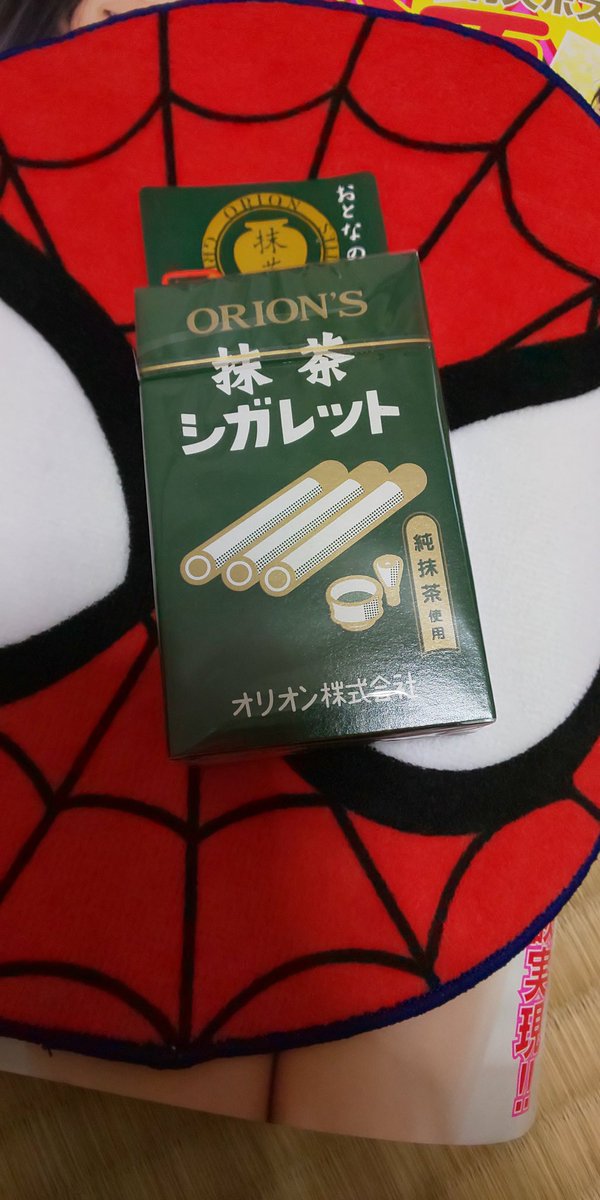 おとなの
ORION
抹
ORION'S
抹茶
シガレット
純抹茶使用
オリオン株式会社
実現!!